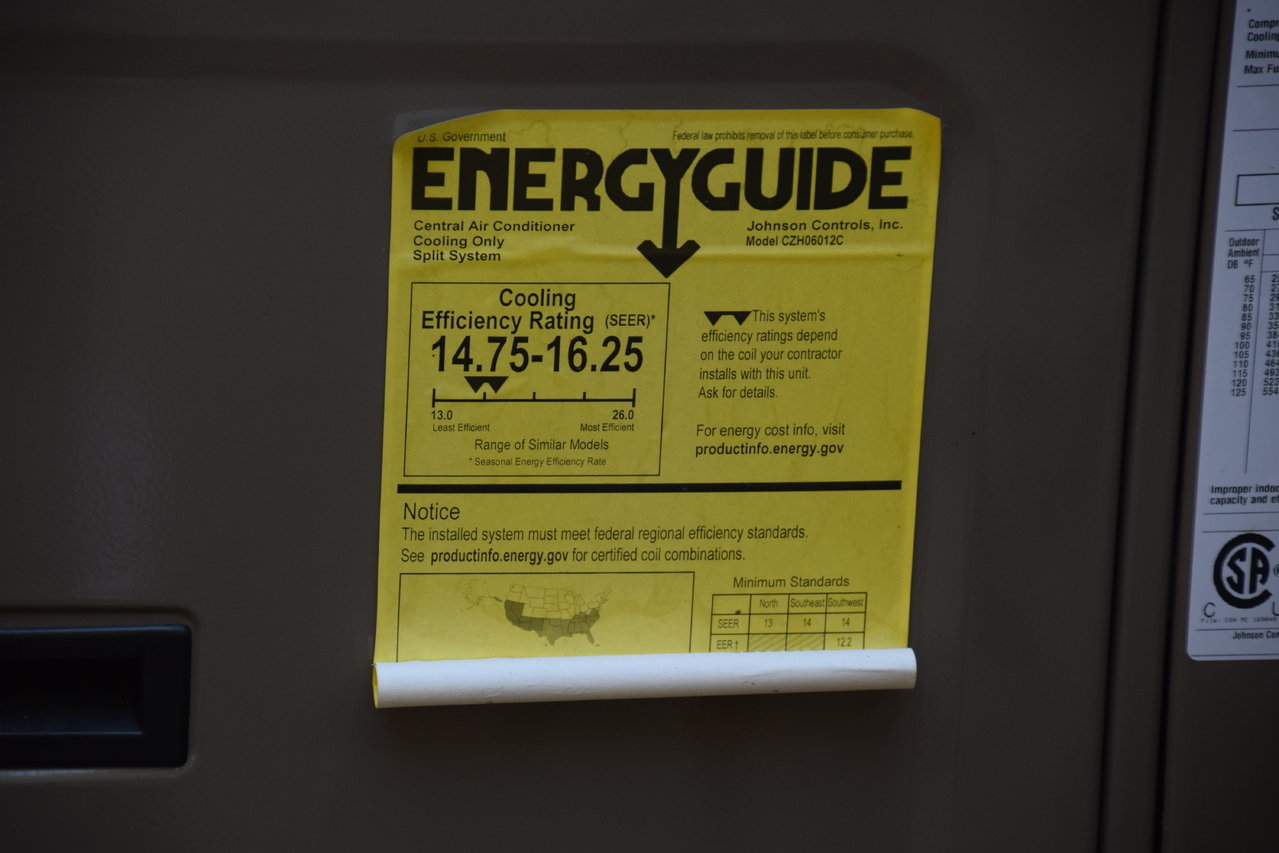 U.S. Government
Federal law prohibits removal of this label before consumer purchase.
ENERGYGUIDE
Central Air Conditioner
Cooling Only
Split System
Johnson Controls, Inc.
Model CZH06012C
Cooling
Efficiency Rating (SEER)*
14.75-16.25
13.0
Least Efficient
26.0
Most Efficient
Range of Similar Models
* Seasonal Energy Efficiency Rate
This system's
efficiency ratings depend
on the coil your contractor
installs with this unit.
Ask for details.
For energy cost info, visit
productinfo.energy.gov
Notice
The installed system must meet federal regional efficiency standards.
See productinfo.energy.gov for certified coil combinations.
Minimum Standards
North Southeast Southwest
SEER 13 14 14
EER † 12.2
Cooling
Max
Outdoor
Ambient
DB °F
65
70
75
80
85
90
95
100
105
110
115
120
125
Improper
capacity and
SA
C
Johnson